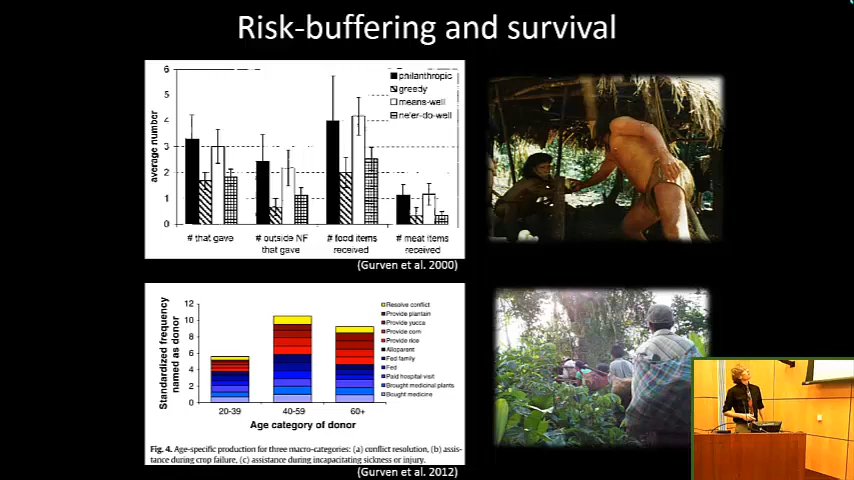 Risk-buffering and survival
6
5
4
3
2
1
0
average number
philanthropic
greedy
means-well
ne'er-do-well
# that gave
# outside NF
that gave
# food items
received
# meat items
received
(Gurven et al. 2000)
Standardized frequency
named as donor
12
10
8
6
4
2
0
20-39
40-59
60+
Age category of donor
Resolve conflict
Provide plantain
Provide yucca
Provide corn
Provide rice
Alloparent
Fed family
Fed
Paid hospital visit
Bought medicinal plants
Bought medicine
Fig. 4. Age-specific production for three macro-categories: (a) conflict resolution, (b) assis-
tance during crop failure, (c) assistance during incapacitating sickness or injury.
(Gurven et al. 2012)